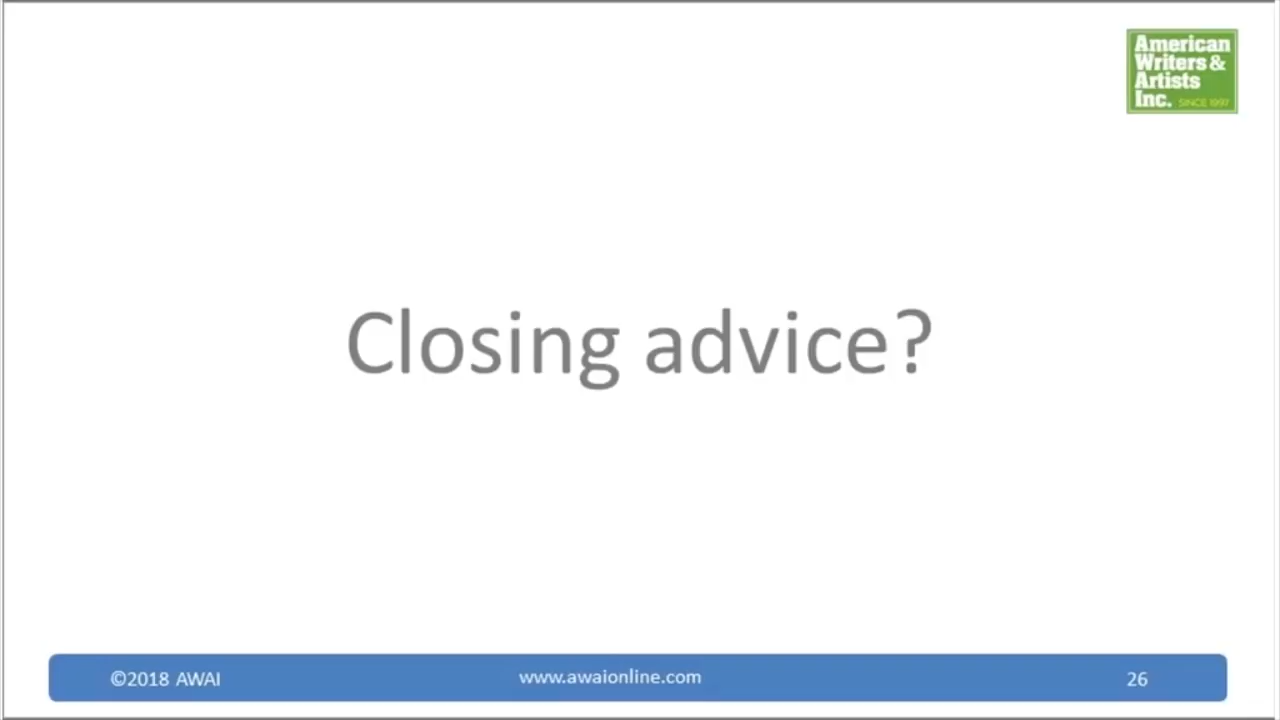 American
Writers &
Artists
Inc. SINCE 1997
Closing advice?
©2018 AWAI
www.awaionline.com
26